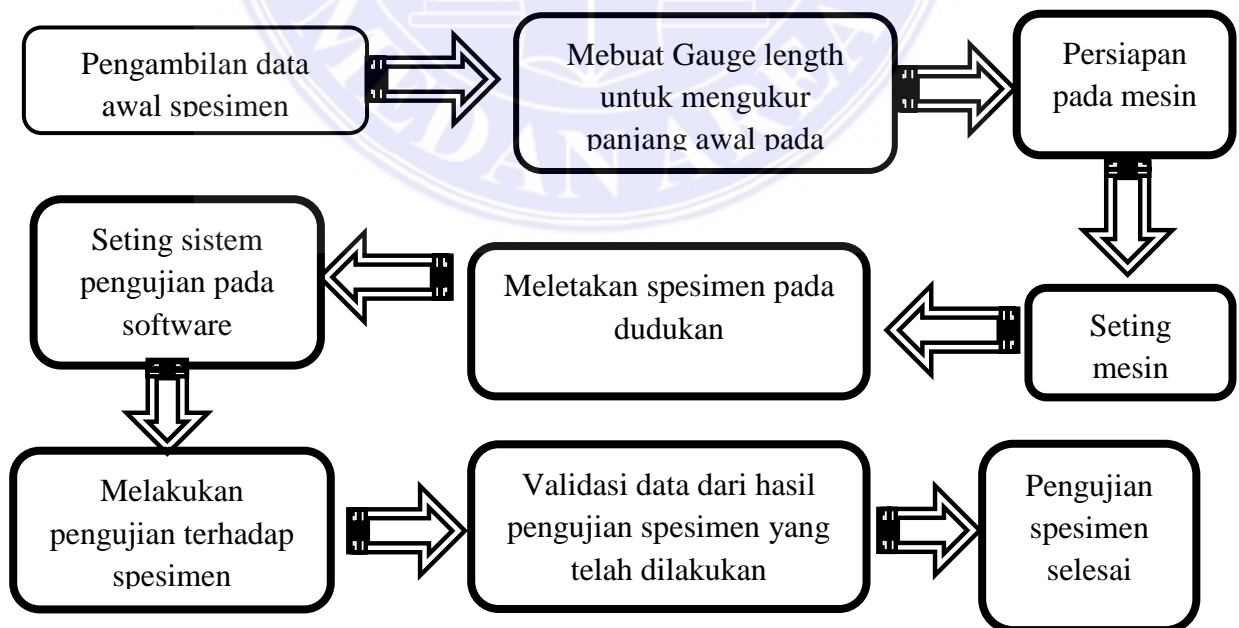 Pengambilan data
awal spesimen
Mebuat Gauge length
untuk mengukur
panjang awal pada
Persiapan
pada mesin
Seting
mesin
Meletakan spesimen pada
dudukan
Seting sistem
pengujian pada
software
Melakukan
pengujian terhadap
spesimen
Validasi data dari hasil
pengujian spesimen yang
telah dilakukan
Pengujian
spesimen
selesai
MEDAN AREA